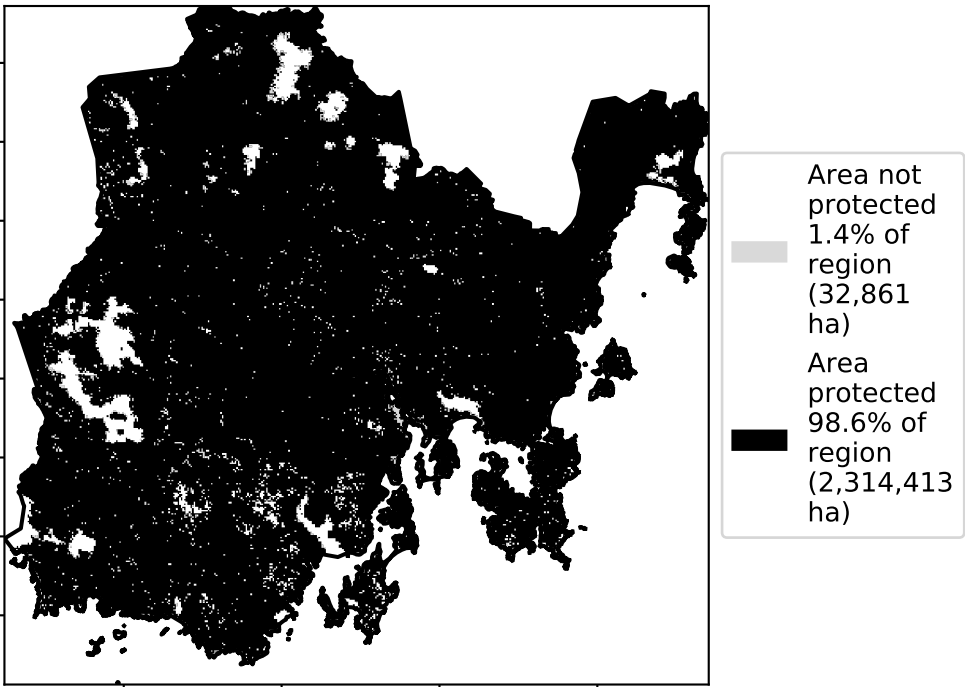 Area not
protected
1.4% of
region
(32,861
ha)
Area
protected
98.6% of
region
(2,314,413
ha)